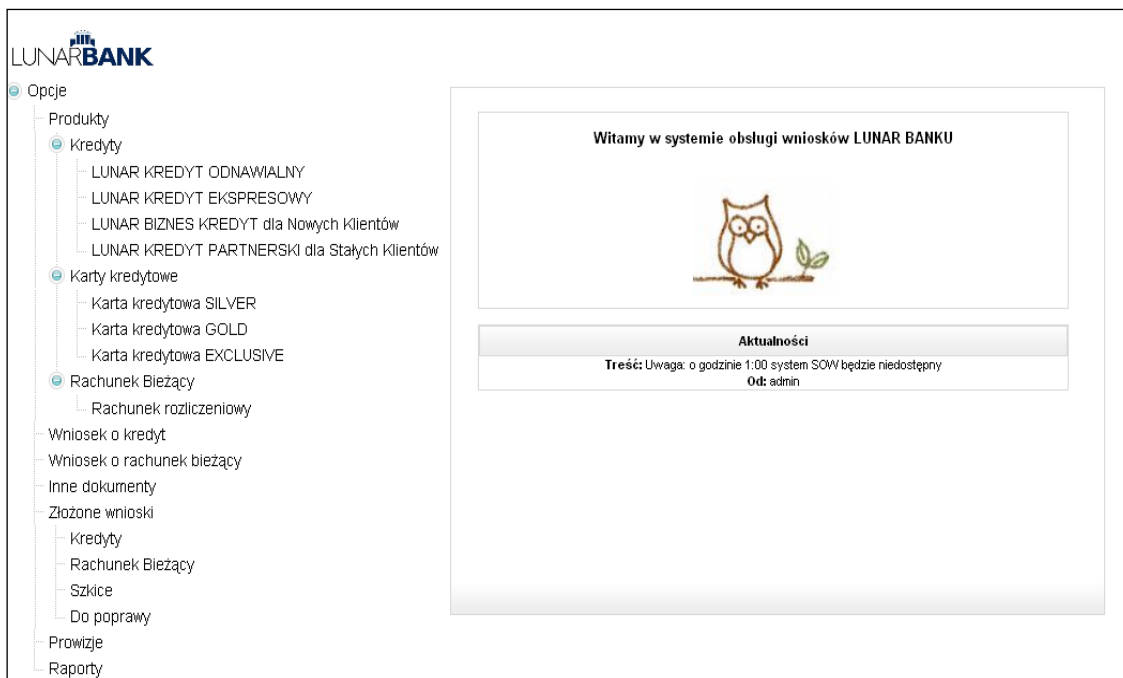 LUNARBANK
Opcje
Produkty
Kredyty
LUNAR KREDYT ODNAWIALNY
LUNAR KREDYT EKSPRESOWY
LUNAR BIZNES KREDYT dla Nowych Klientów
LUNAR KREDYT PARTNERSKI dla Stałych Klientów
Karty kredytowe
Karta kredytowa SILVER
Karta kredytowa GOLD
Karta kredytowa EXCLUSIVE
Rachunek Bieżący
Rachunek rozliczeniowy
Wniosek o kredyt
Wniosek o rachunek bieżący
Inne dokumenty
Złożone wnioski
Kredyty
Rachunek Bieżący
Szkice
Do poprawy
Prowizje
Raporty
Witamy w systemie obsługi wniosków LUNAR BANKU
Aktualności
Treść: Uwaga: o godzinie 1:00 system SOW będzie niedostępny
Od: admin